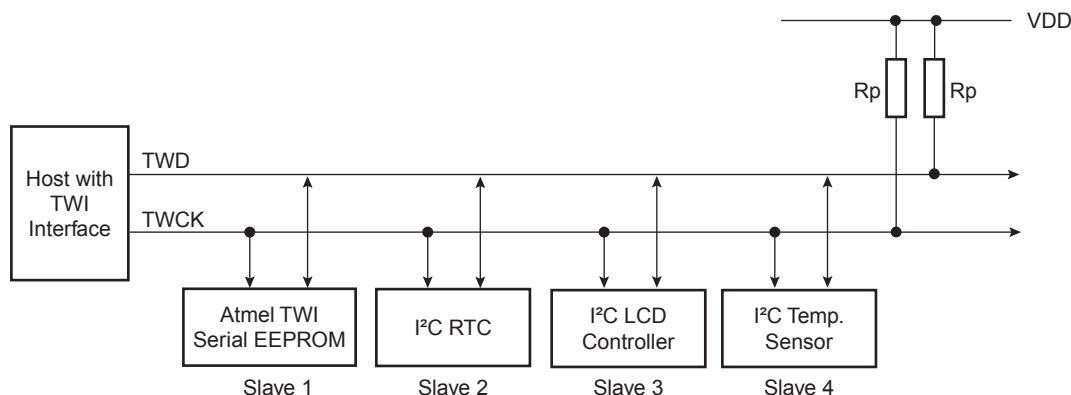 VDD
Rp Rp
Host with
TWI
Interface
TWD
TWCK
Atmel TWI
Serial EEPROM
I²C RTC
I²C LCD
Controller
I²C Temp.
Sensor
Slave 1
Slave 2
Slave 3
Slave 4